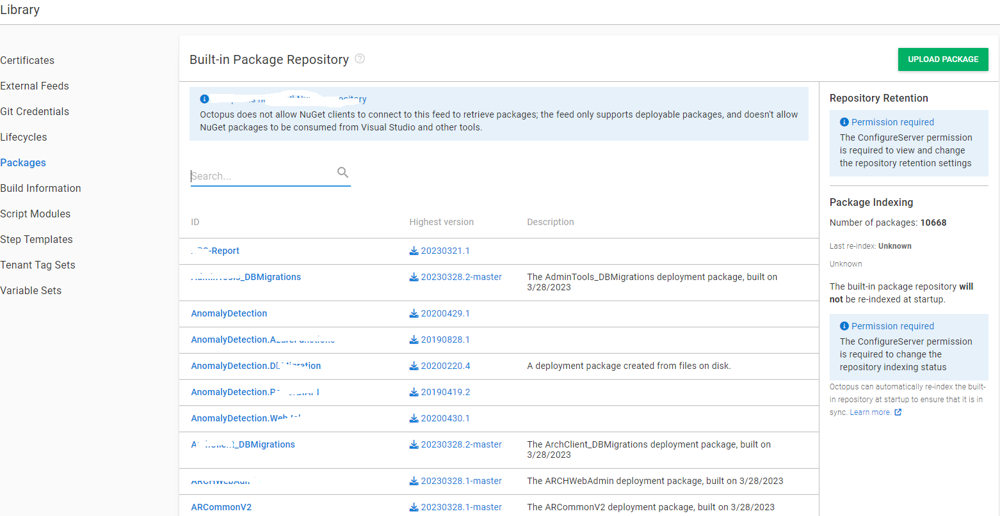 Library
Certificates
External Feeds
Git Credentials
Lifecycles
Packages
Build Information
Script Modules
Step Templates
Tenant Tag Sets
Variable Sets
Built-in Package Repository
UPLOAD PACKAGE
Octopus does not allow NuGet clients to connect to this feed to retrieve packages; the feed only supports deployable packages, and doesn't allow
NuGet packages to be consumed from Visual Studio and other tools.
Search...
ID Highest version Description
-Report 20230321.1
_DBMigrations 20230328.2-master The AdminTools_DBMigrations deployment package, built on
3/28/2023
AnomalyDetection 20200429.1
AnomalyDetection. 20190828.1
AnomalyDetection. 20200220.4 A deployment package created from files on disk.
AnomalyDetection. 20190419.2
AnomalyDetection. 20200430.1
_DBMigrations 20230328.2-master The ArchClient_DBMigrations deployment package, built on
3/28/2023
20230328.1-master The ARCHWebAdmin deployment package, built on 3/28/2023
ARCommonV2 20230328.1-master The ARCommonV2 deployment package, built on 3/28/2023
Repository Retention
Permission required
The ConfigureServer permission
is required to view and change
the repository retention settings
Package Indexing
Number of packages: 10668
Last re-index: Unknown
Unknown
The built-in package repository will
not be re-indexed at startup.
Permission required
The ConfigureServer permission
is required to change the
repository indexing status
Octopus can automatically re-index the built-
in repository at startup to ensure that it is in
sync. Learn more.